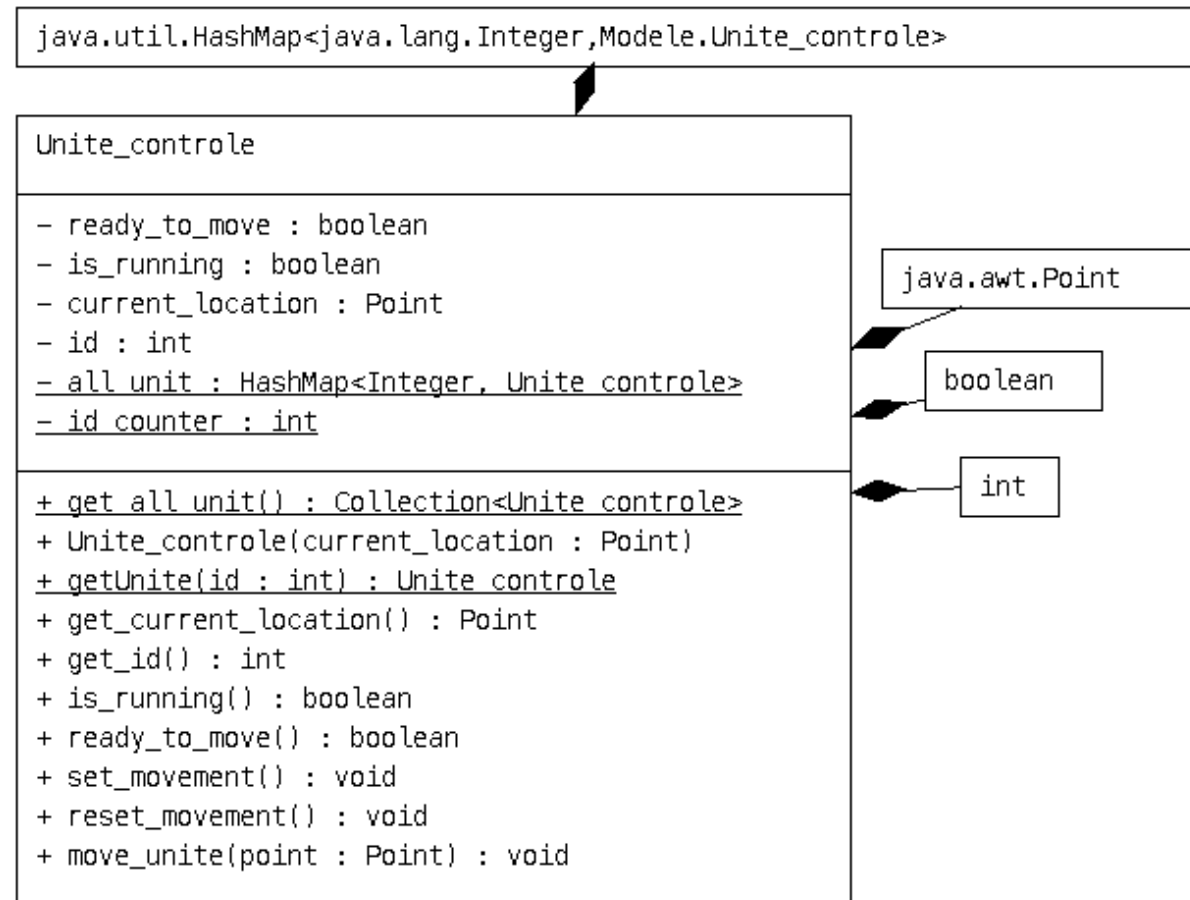 java.util.HashMap<java.lang.Integer,Modele.Unite_controle>
Unite_controle
– ready_to_move : boolean
– is_running : boolean
– current_location : Point
– id : int
– all_unit : HashMap<Integer, Unite_controle>
– id_counter : int
java.awt.Point
boolean
int
+ get_all_unit() : Collection<Unite_controle>
+ Unite_controle(current_location : Point)
+ getUnite(id : int) : Unite_controle
+ get_current_location() : Point
+ get_id() : int
+ is_running() : boolean
+ ready_to_move() : boolean
+ set_movement() : void
+ reset_movement() : void
+ move_unite(point : Point) : void